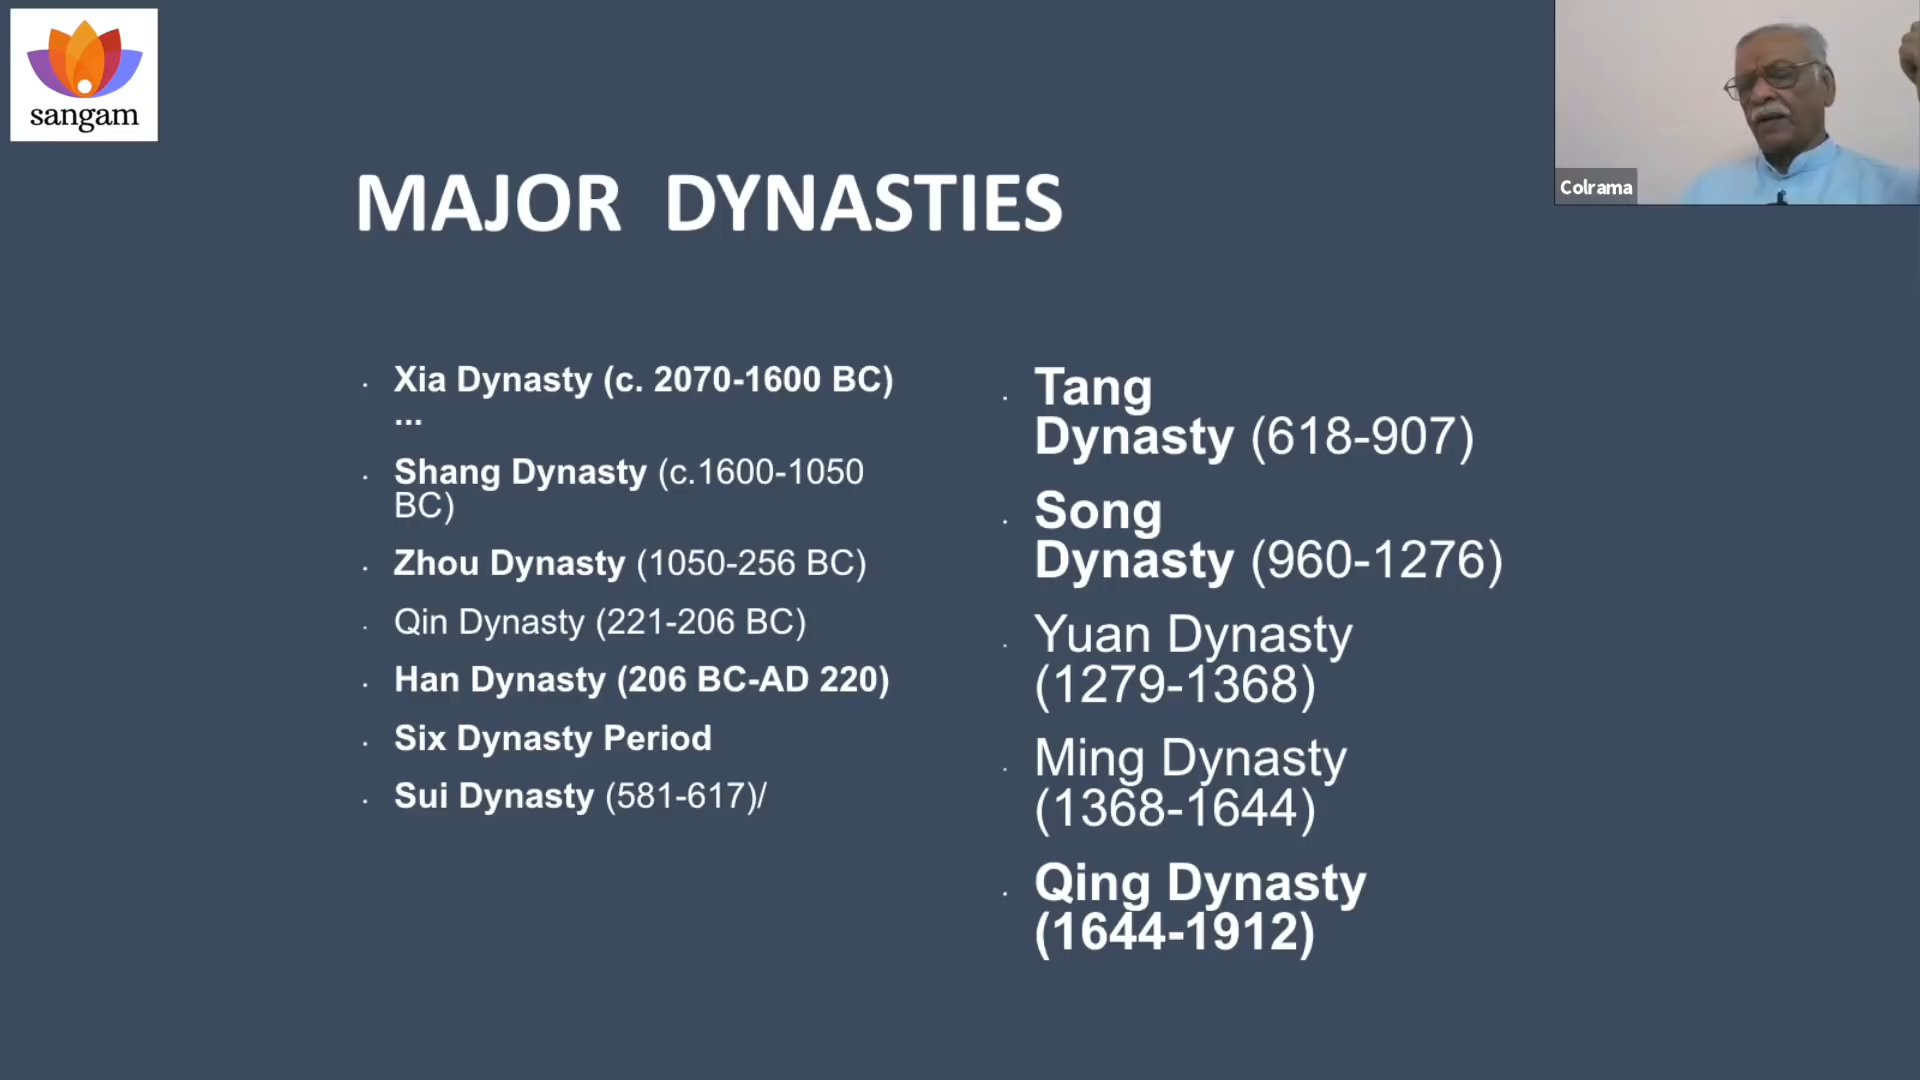 sangam
Colrama
MAJOR DYNASTIES
Xia Dynasty (c. 2070-1600 BC)
...
Shang Dynasty (c.1600-1050
BC)
Zhou Dynasty (1050-256 BC)
Qin Dynasty (221-206 BC)
Han Dynasty (206 BC-AD 220)
Six Dynasty Period
Sui Dynasty (581-617)/
Tang
Dynasty (618-907)
Song
Dynasty (960-1276)
Yuan Dynasty
(1279-1368)
Ming Dynasty
(1368-1644)
Qing Dynasty
(1644-1912)